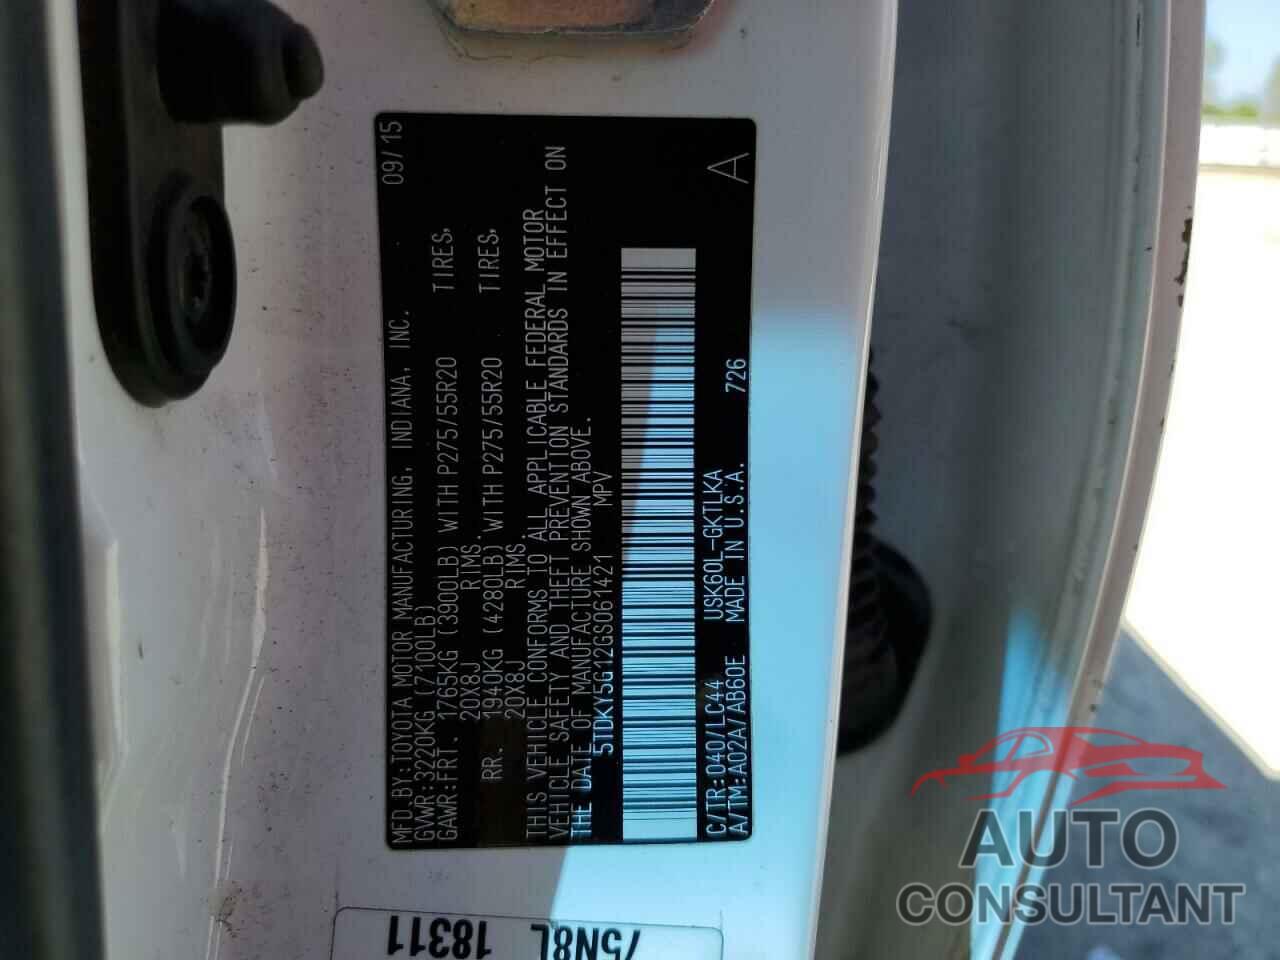 MFD.BY:TOYOTA MOTOR MANUFACTURING, INDIANA, INC. 09/15
GVWR:3220KG (7100LB)
GAWR:FRT. 1765KG (3900LB) WITH P275/55R20 TIRES,
20X8J RIMS.
RR. 1940KG (4280LB) WITH P275/55R20 TIRES,
20X8J RIMS.
THIS VEHICLE CONFORMS TO ALL APPLICABLE FEDERAL MOTOR
VEHICLE SAFETY AND THEFT PREVENTION STANDARDS IN EFFECT ON
THE DATE OF MANUFACTURE SHOWN ABOVE.
5TDKY5G12GS061421 MPV
C/TR:040/LC44 USK60L-GKTLKA
A/TM:A02A/AB60E MADE IN U.S.A. 726 A
18311
75N8L
AUTO
CONSULTANT